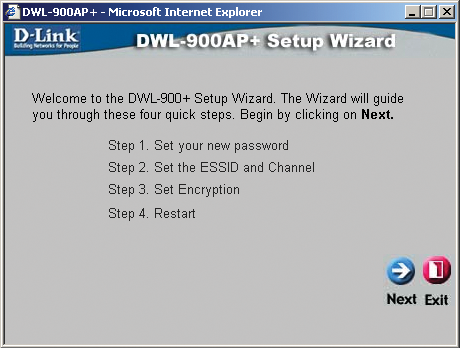 DWL-900AP+ - Microsoft Internet Explorer
D-Link
Building Networks for People
DWL-900AP+ Setup Wizard
Welcome to the DWL-900+ Setup Wizard. The Wizard will guide
you through these four quick steps. Begin by clicking on Next.
Step 1. Set your new password
Step 2. Set the ESSID and Channel
Step 3. Set Encryption
Step 4. Restart
Next Exit